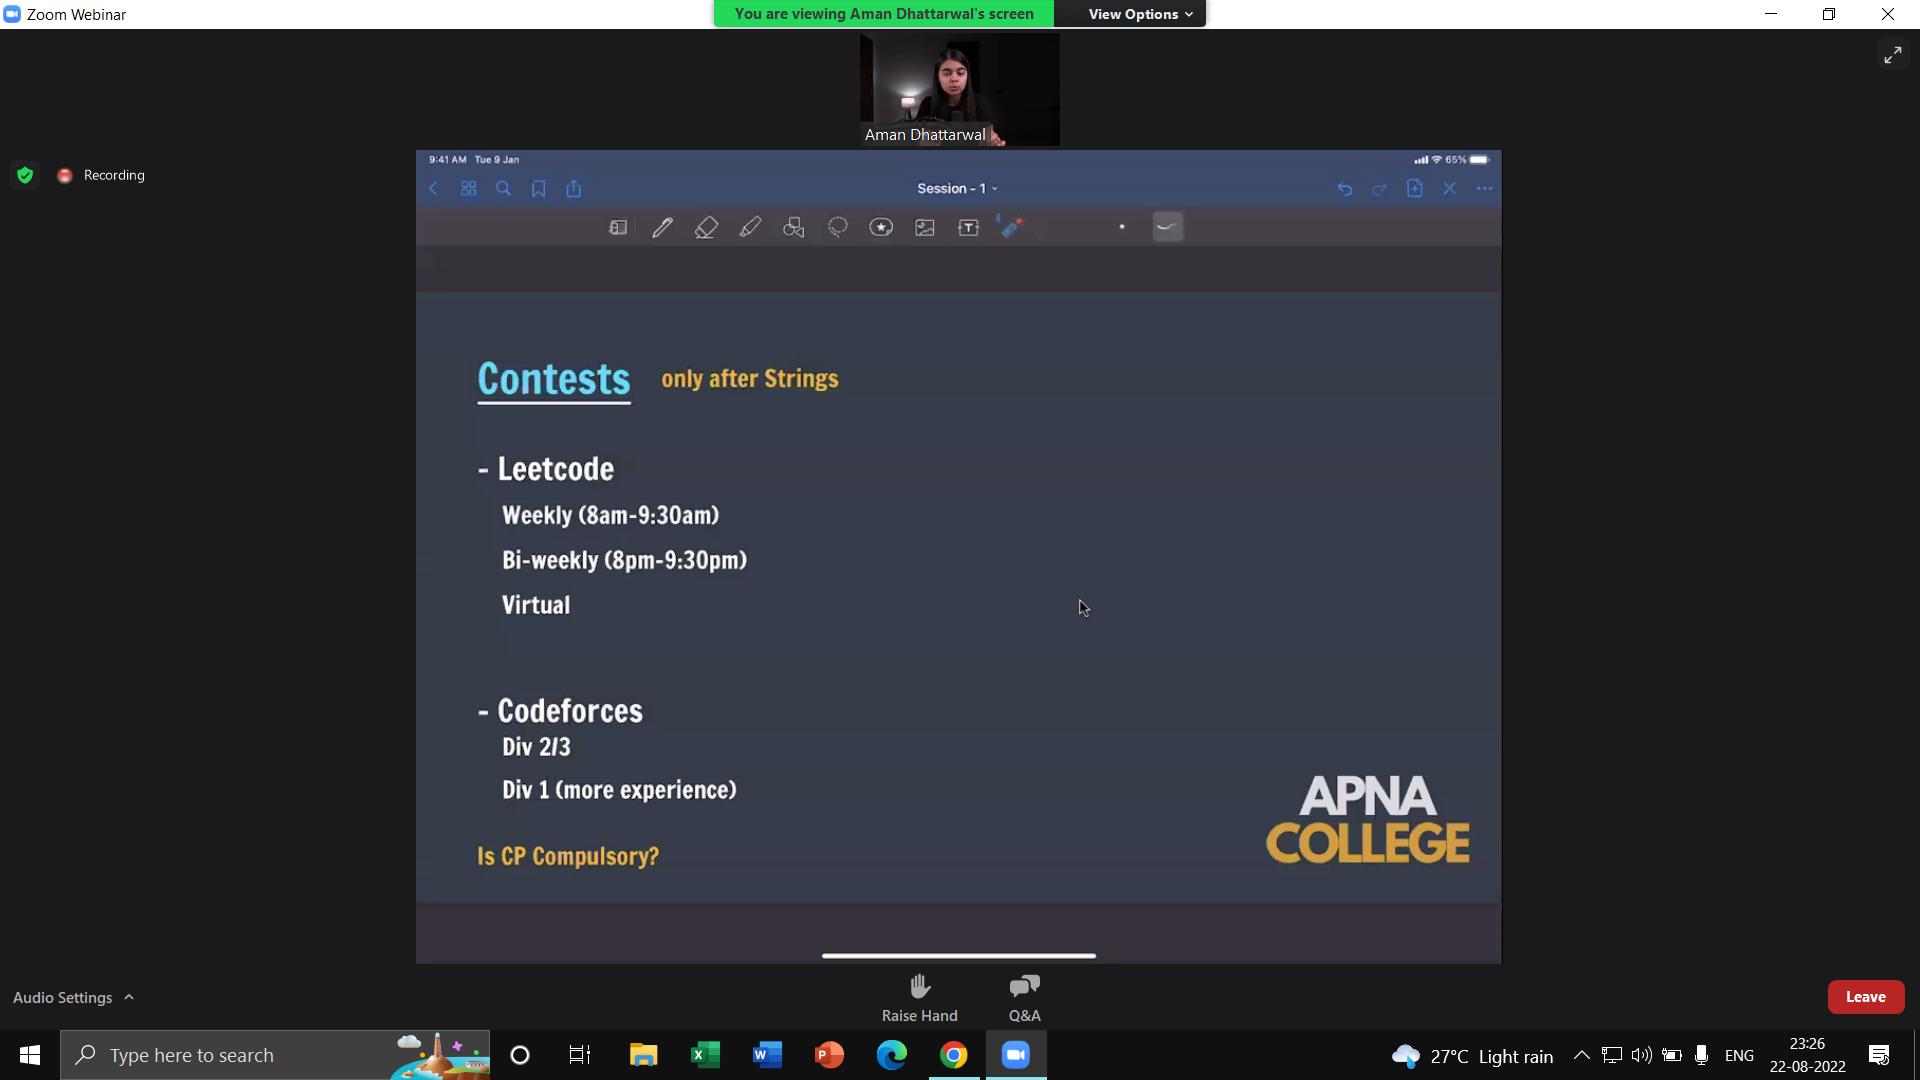 Zoom Webinar
You are viewing Aman Dhattarwal's screen
View Options
Aman Dhattarwal
Recording
9:41 AM Tue 9 Jan
65%
Session - 1
T
Contests only after Strings
- Leetcode
Weekly (8am-9:30am)
Bi-weekly (8pm-9:30pm)
Virtual
- Codeforces
Div 2/3
Div 1 (more experience)
Is CP Compulsory?
APNA
COLLEGE
Audio Settings
Raise Hand
Q&A
Leave
Type here to search
27°C Light rain
ENG
23:26
22-08-2022